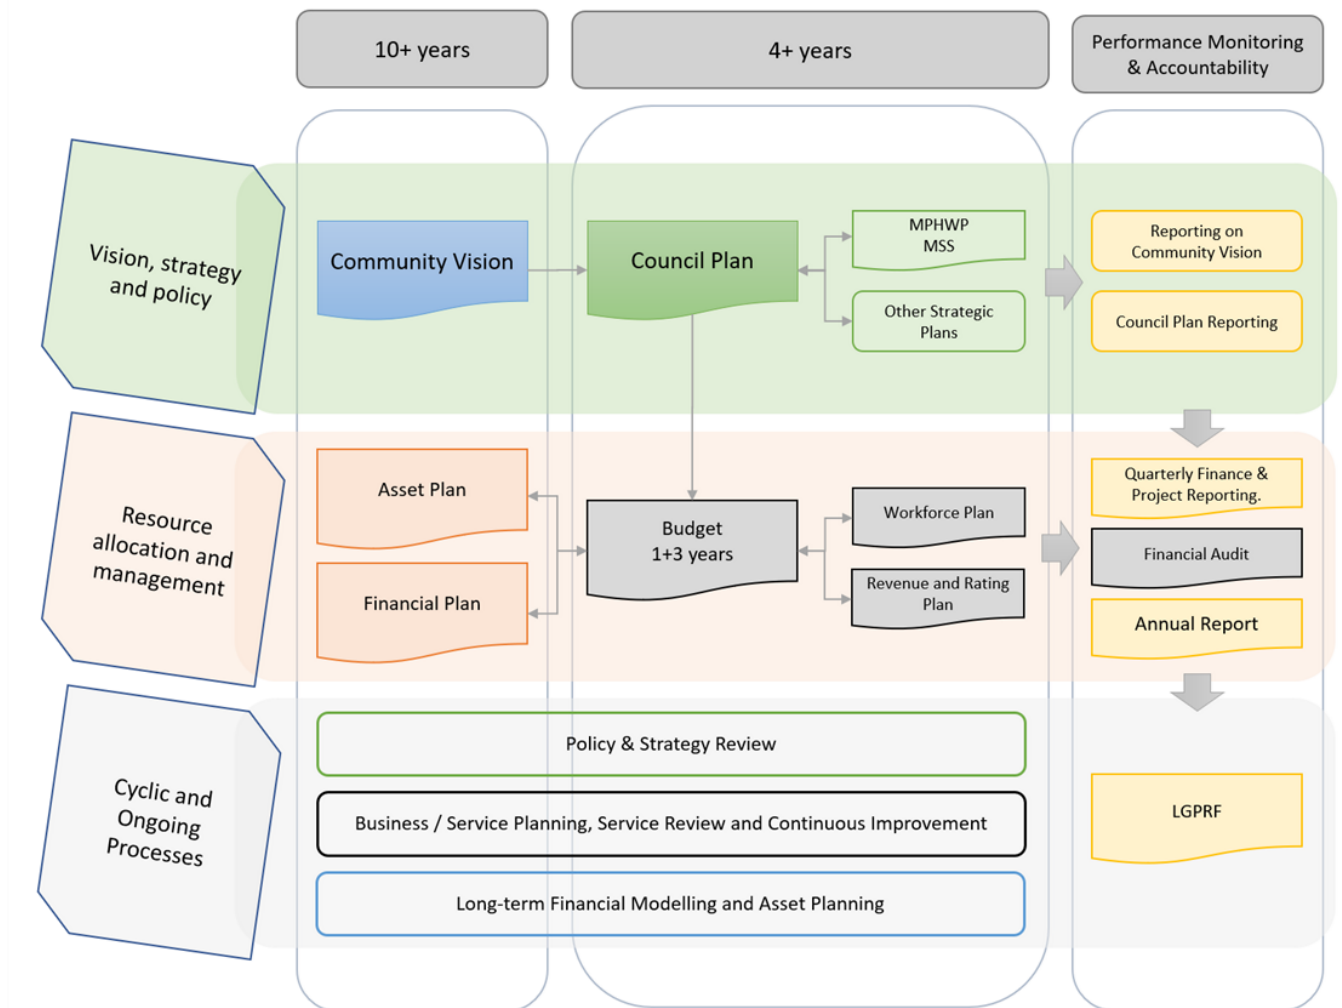 10+ years
4+ years
Performance Monitoring
& Accountability
Vision, strategy
and policy
Community Vision
Council Plan
MPHWP
MSS
Other Strategic
Plans
Reporting on
Community Vision
Council Plan Reporting
Resource
allocation and
management
Asset Plan
Financial Plan
Budget
1+3 years
Workforce Plan
Revenue and Rating
Plan
Quarterly Finance &
Project Reporting.
Financial Audit
Annual Report
Cyclic and
Ongoing
Processes
Policy & Strategy Review
Business / Service Planning, Service Review and Continuous Improvement
Long-term Financial Modelling and Asset Planning
LGPRF